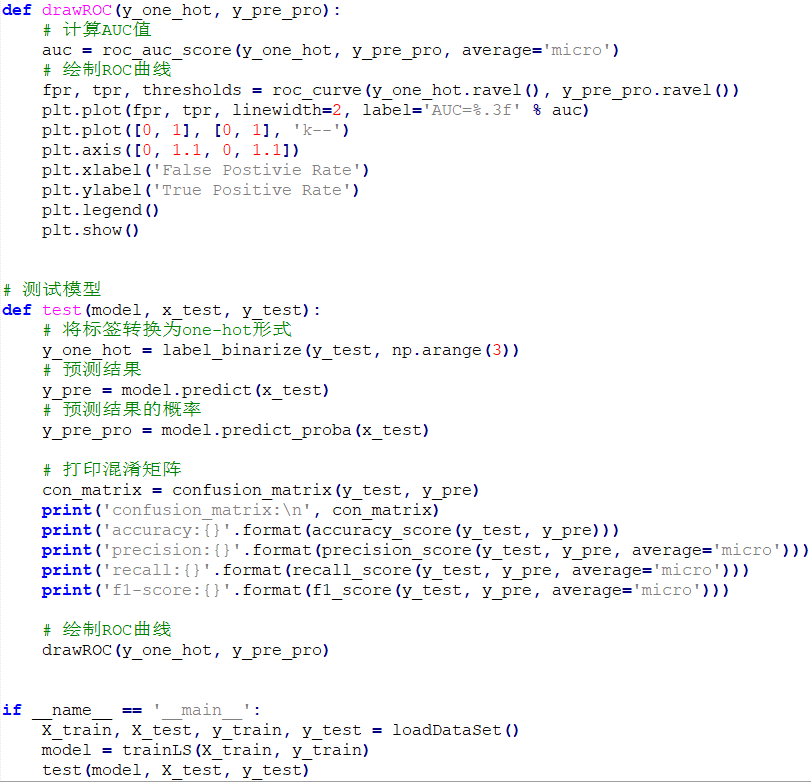 def drawROC(y_one_hot, y_pre_pro):
    # 计算AUC值
    auc = roc_auc_score(y_one_hot, y_pre_pro, average='micro')
    # 绘制ROC曲线
    fpr, tpr, thresholds = roc_curve(y_one_hot.ravel(), y_pre_pro.ravel())
    plt.plot(fpr, tpr, linewidth=2, label='AUC=%.3f' % auc)
    plt.plot([0, 1], [0, 1], 'k--')
    plt.axis([0, 1.1, 0, 1.1])
    plt.xlabel('False Postivie Rate')
    plt.ylabel('True Positive Rate')
    plt.legend()
    plt.show()
# 测试模型
def test(model, x_test, y_test):
    # 将标签转换为one-hot形式
    y_one_hot = label_binarize(y_test, np.arange(3))
    # 预测结果
    y_pre = model.predict(x_test)
    # 预测结果的概率
    y_pre_pro = model.predict_proba(x_test)
    # 打印混淆矩阵
    con_matrix = confusion_matrix(y_test, y_pre)
    print('confusion_matrix:\n', con_matrix)
    print('accuracy:{}'.format(accuracy_score(y_test, y_pre)))
    print('precision:{}'.format(precision_score(y_test, y_pre, average='micro')))
    print('recall:{}'.format(recall_score(y_test, y_pre, average='micro')))
    print('f1-score:{}'.format(f1_score(y_test, y_pre, average='micro')))
    # 绘制ROC曲线
    drawROC(y_one_hot, y_pre_pro)
if __name__ == '__main__':
    X_train, X_test, y_train, y_test = loadDataSet()
    model = trainLS(X_train, y_train)
    test(model, X_test, y_test)